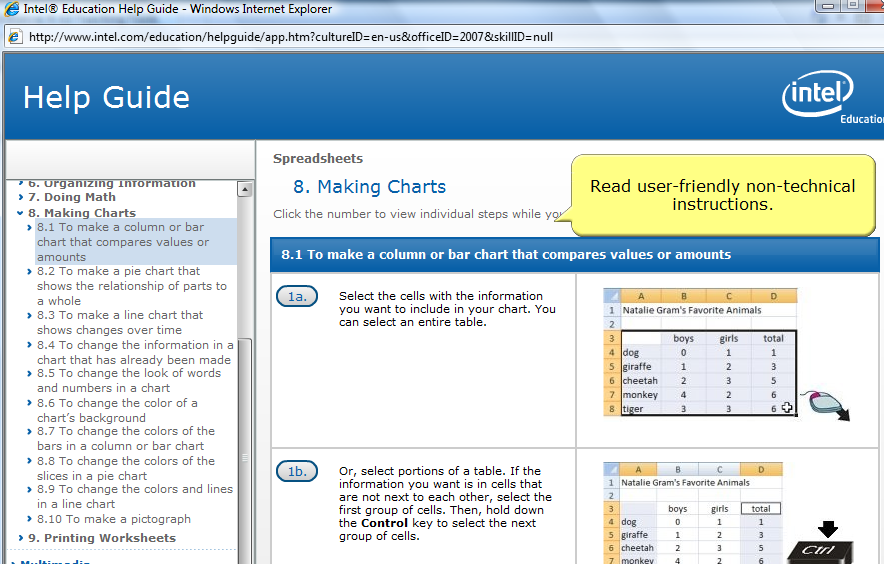 Intel® Education Help Guide - Windows Internet Explorer
http://www.intel.com/education/helpguide/app.htm?cultureID=en-us&officeID=2007&skillID=null
Help Guide
intel
Education
6. Organizing Information
7. Doing Math
8. Making Charts
8.1 To make a column or bar
chart that compares values or
amounts
8.2 To make a pie chart that
shows the relationship of parts to
a whole
8.3 To make a line chart that
shows changes over time
8.4 To change the information in a
chart that has already been made
8.5 To change the look of words
and numbers in a chart
8.6 To change the color of a
chart's background
8.7 To change the colors of the
bars in a column or bar chart
8.8 To change the colors of the
slices in a pie chart
8.9 To change the colors and lines
in a line chart
8.10 To make a pictograph
9. Printing Worksheets
Multimedia
Spreadsheets
8. Making Charts
Click the number to view individual steps while
Read user-friendly non-technical
instructions.
8.1 To make a column or bar chart that compares values or amounts
1a.
Select the cells with the information
you want to include in your chart. You
can select an entire table.
A B C D
1 Natalie Gram's Favorite Animals
2
3 boys girls total
4 dog 0 1 1
5 giraffe 1 2 3
6 cheetah 2 3 5
7 monkey 4 2 6
8 tiger 3 3 6
1b.
Or, select portions of a table. If the
information you want is in cells that
are not next to each other, select the
first group of cells. Then, hold down
the Control key to select the next
group of cells.
A B C D
1 Natalie Gram's Favorite Animals
2
3 boys girls total
4 dog 0 1 1
5 giraffe 1 2 3
6 cheetah 2 3 5
7 monkey 4 2 6
Ctrl